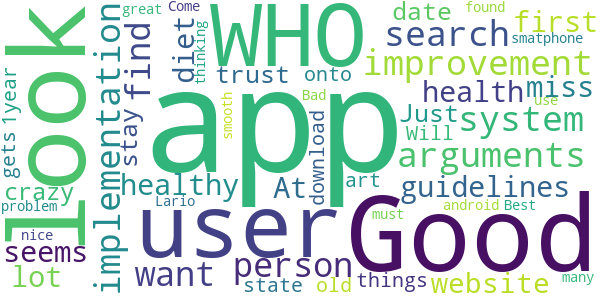 great
Come
found
WHO
date
first
look
thinking
find
diet
search
smatphone
implementation
trust
onto
improvement
1year
stay
health
miss
app
gets
smooth
Bad
use
Just
system
download
Will
crazy
healthy
At
art
arguments
guidelines
problem
Lario
must
android
Best
user
Good
nice
seems
person
lot
want
things
website
many
state
old